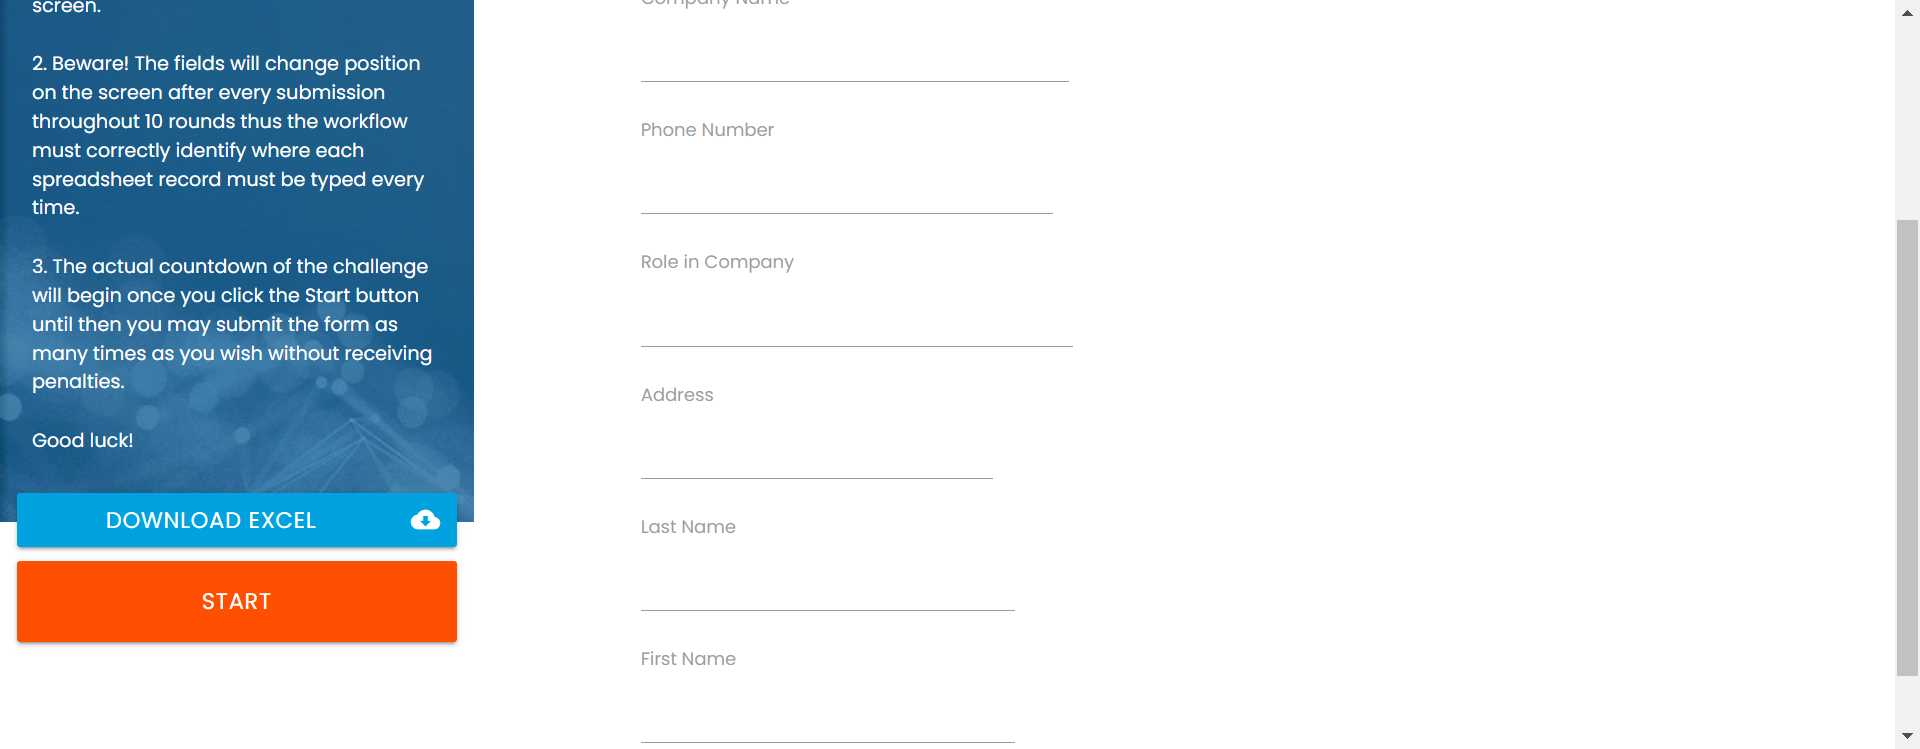 screen.
2. Beware! The fields will change position
on the screen after every submission
throughout 10 rounds thus the workflow
must correctly identify where each
spreadsheet record must be typed every
time.
3. The actual countdown of the challenge
will begin once you click the Start button
until then you may submit the form as
many times as you wish without receiving
penalties.
Good luck!
DOWNLOAD EXCEL
START
Company Name
Phone Number
Role in Company
Address
Last Name
First Name